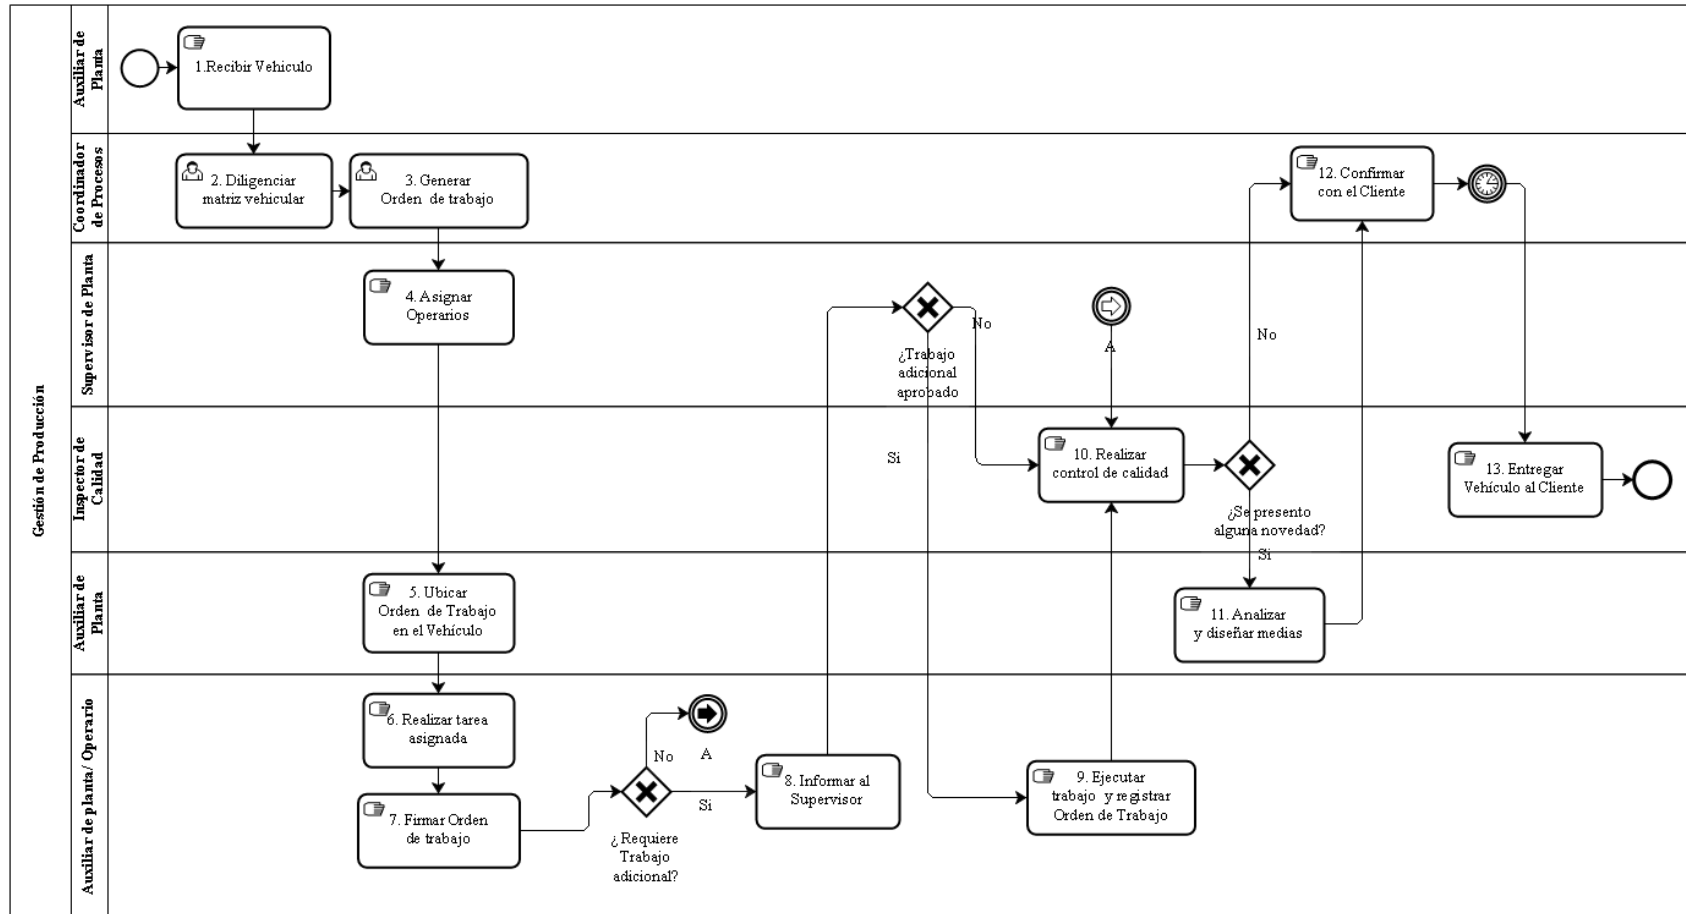 Gestión de Producción
Auxiliar de
Planta
1.Recibir Vehiculo
Coordinador
de Procesos
2. Diligenciar
matriz vehicular
3. Generar
Orden de trabajo
12. Confirmar
con el Cliente
Supervisor de Planta
4. Asignar
Operarios
No
¿Trabajo
adicional
aprobado
A
No
Inspector de
Calidad
Si
10. Realizar
control de calidad
¿Se presento
alguna novedad?
Si
13. Entregar
Vehículo al Cliente
Auxiliar de
Planta
5. Ubicar
Orden de Trabajo
en el Vehículo
11. Analizar
y diseñar medias
Auxiliar de planta/ Operario
6. Realizar tarea
asignada
7. Firmar Orden
de trabajo
No
A
Si
¿Requiere
Trabajo
adicional?
8. Informar al
Supervisor
9. Ejecutar
trabajo y registrar
Orden de Trabajo